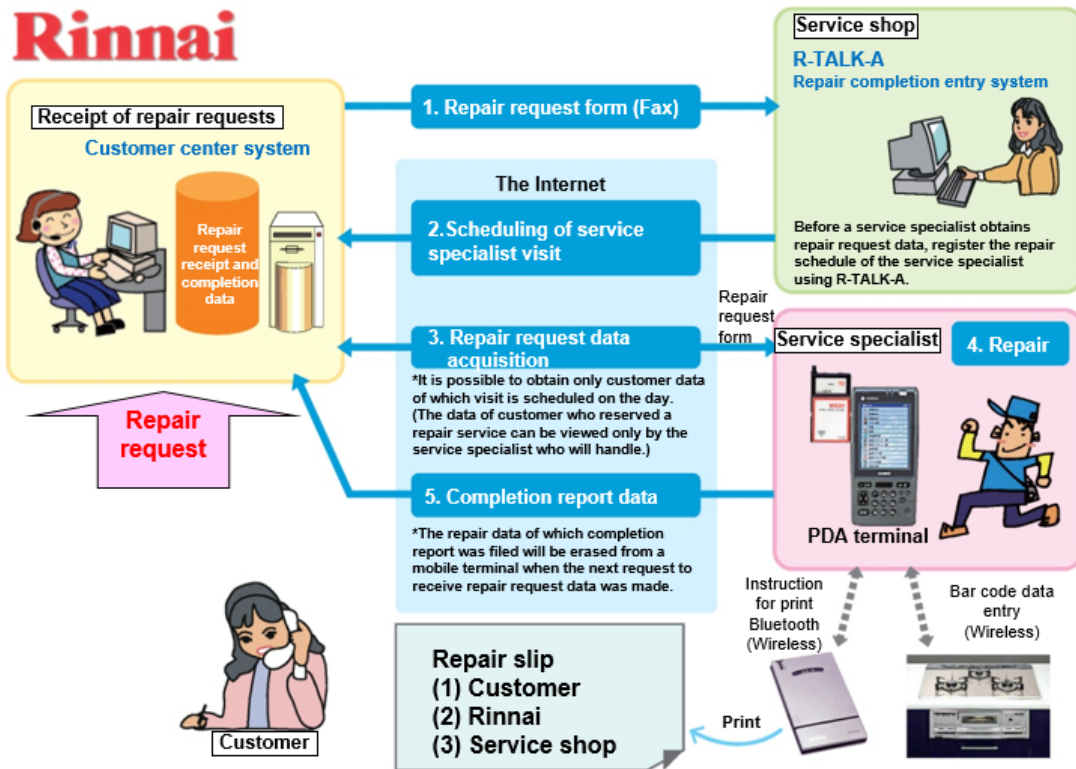 Rinnai
Receipt of repair requests
Customer center system
Repair
request
receipt and
completion
data
Repair
request
1. Repair request form (Fax)
The Internet
2.Scheduling of service
specialist visit
3. Repair request data
acquisition
*It is possible to obtain only customer data
of which visit is scheduled on the day.
(The data of customer who reserved a
repair service can be viewed only by the
service specialist who will handle.)
5. Completion report data
*The repair data of which completion
report was filed will be erased from a
mobile terminal when the next request to
receive repair request data was made.
Service shop
R-TALK-A
Repair completion entry system
Before a service specialist obtains
repair request data, register the repair
schedule of the service specialist
using R-TALK-A.
Repair
request
form
Service specialist
4. Repair
PDA terminal
Instruction
for print
Bluetooth
(Wireless)
Bar code data
entry
(Wireless)
Customer
Repair slip
(1) Customer
(2) Rinnai
(3) Service shop
Print